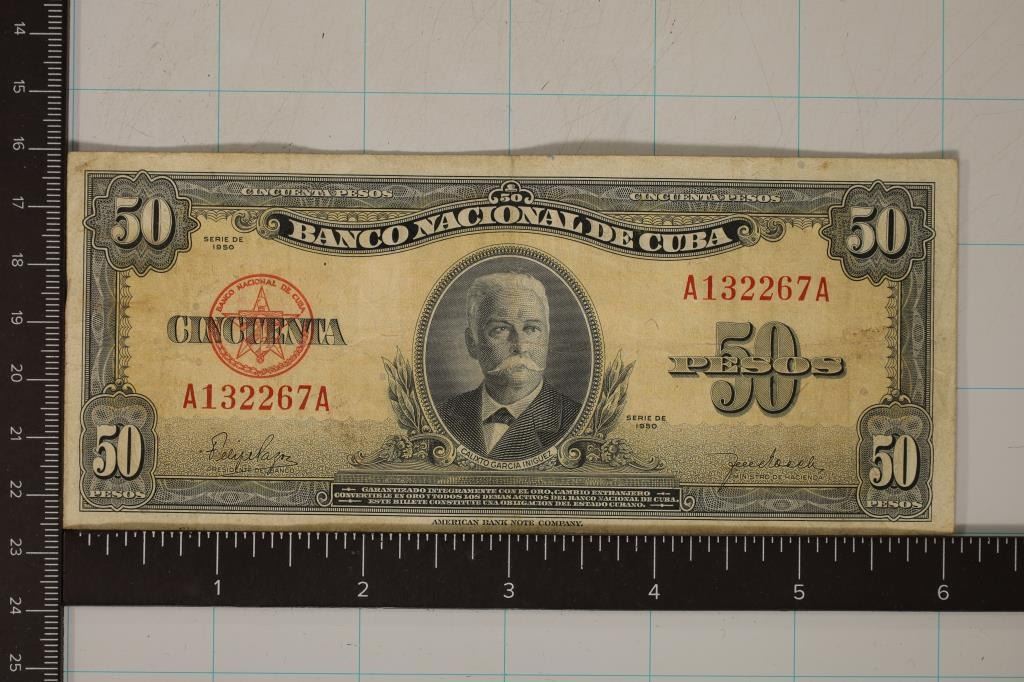 14
15
16
17
18
19
20
21
22
23
24
25
CINCUENTA PESOS
50
CINCUENTA PESOS
50
50
BANCO NACIONAL DE CUBA
SERIE DE
1950
A132267A
BANCO NACIONAL DE CUBA
CINCUENTA
50
PESOS
A132267A
SERIE DE
1950
CALIXTO GARCIA IÑIGUEZ
PRESIDENTE DEL BANCO
MINISTRO DE HACIENDA
50
PESOS
50
PESOS
GARANTIZADO INTEGRAMENTE CON EL ORO, CAMBIO EXTRANJERO
CONVERTIBLE EN ORO Y TODOS LOS DEMAS ACTIVOS DEL BANCO NACIONAL DE CUBA.
ESTE BILLETE CONSTITUYE UNA OBLIGACION DEL ESTADO CUBANO.
AMERICAN BANK NOTE COMPANY.
1 2 3 4 5 6